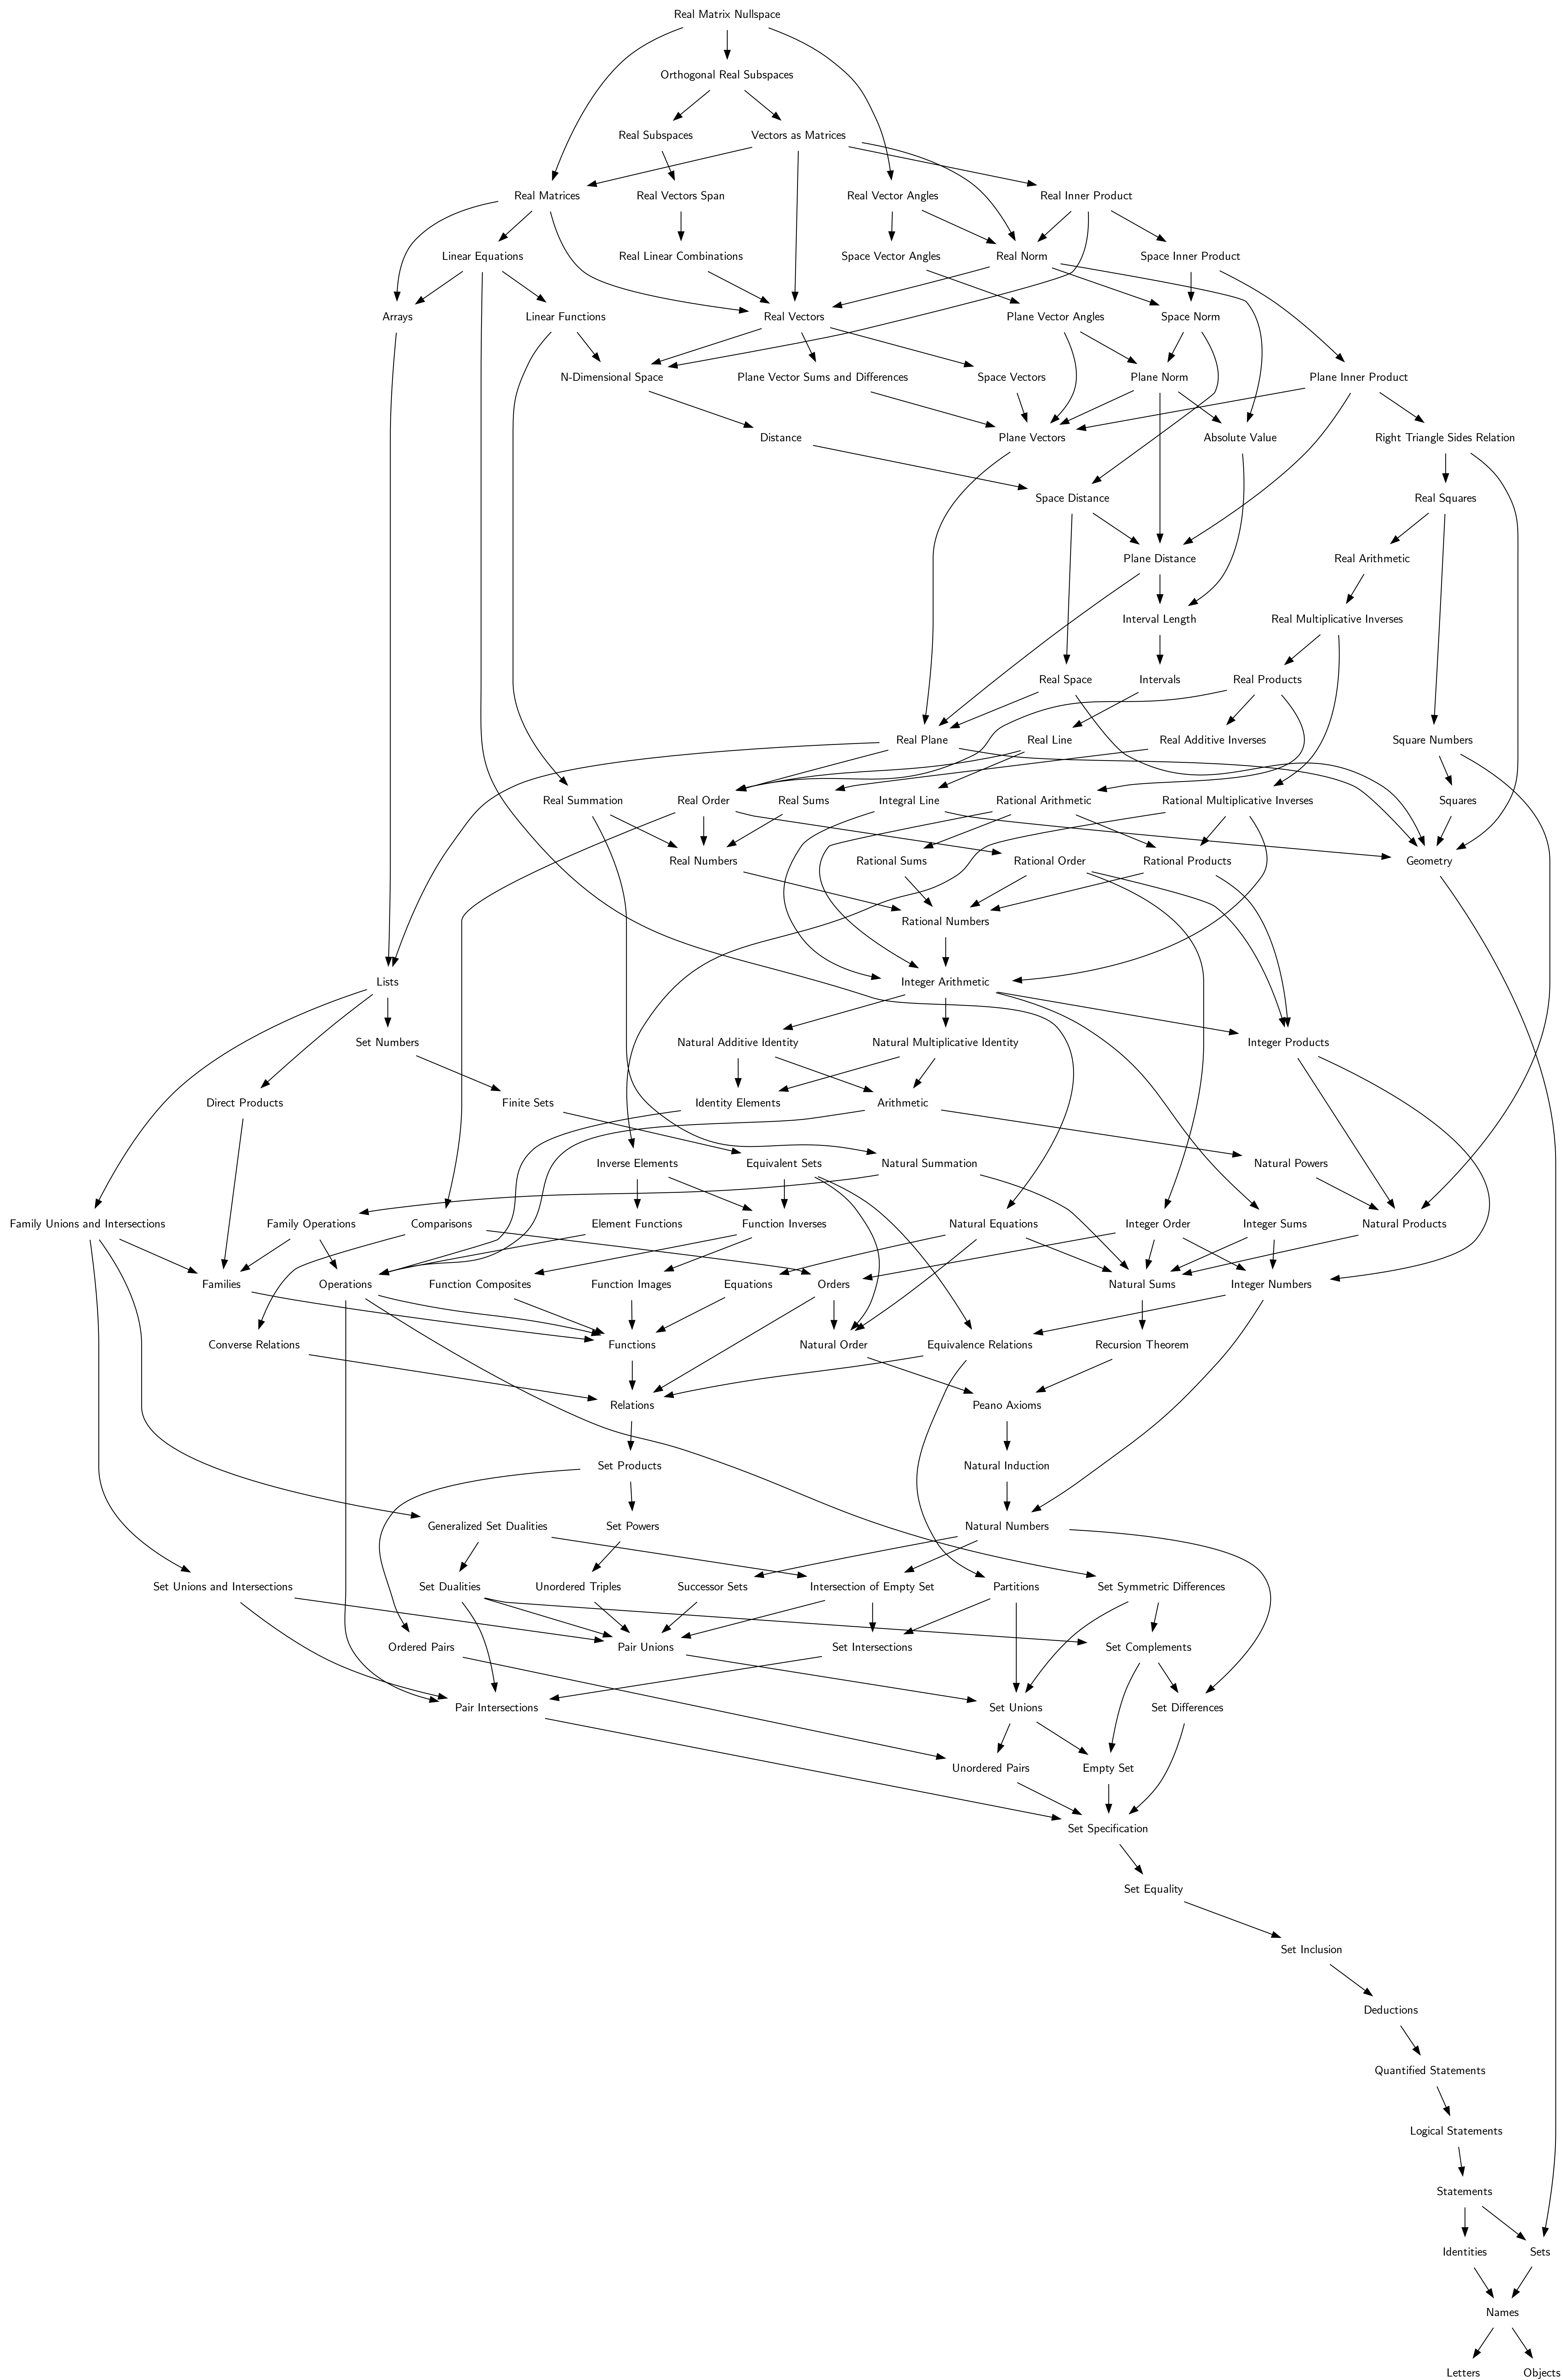 Real Matrix Nullspace
Orthogonal Real Subspaces
Real Subspaces
Vectors as Matrices
Real Matrices
Real Vectors Span
Real Vector Angles
Real Inner Product
Linear Equations
Real Linear Combinations
Space Vector Angles
Real Norm
Space Inner Product
Arrays
Linear Functions
Real Vectors
Plane Vector Angles
Space Norm
N-Dimensional Space
Plane Vector Sums and Differences
Space Vectors
Plane Norm
Plane Inner Product
Distance
Plane Vectors
Absolute Value
Right Triangle Sides Relation
Space Distance
Real Squares
Plane Distance
Real Arithmetic
Interval Length
Real Multiplicative Inverses
Real Space
Intervals
Real Products
Real Plane
Real Line
Real Additive Inverses
Square Numbers
Real Summation
Real Order
Real Sums
Integral Line
Rational Arithmetic
Rational Multiplicative Inverses
Squares
Real Numbers
Rational Sums
Rational Order
Rational Products
Geometry
Rational Numbers
Lists
Integer Arithmetic
Set Numbers
Natural Additive Identity
Natural Multiplicative Identity
Integer Products
Direct Products
Finite Sets
Identity Elements
Arithmetic
Inverse Elements
Equivalent Sets
Natural Summation
Natural Powers
Family Unions and Intersections
Family Operations
Comparisons
Element Functions
Function Inverses
Natural Equations
Integer Order
Integer Sums
Natural Products
Families
Operations
Function Composites
Function Images
Equations
Orders
Natural Sums
Integer Numbers
Converse Relations
Functions
Natural Order
Equivalence Relations
Recursion Theorem
Relations
Peano Axioms
Set Products
Natural Induction
Generalized Set Dualities
Set Powers
Natural Numbers
Set Unions and Intersections
Set Dualities
Unordered Triples
Successor Sets
Intersection of Empty Set
Partitions
Set Symmetric Differences
Ordered Pairs
Pair Unions
Set Intersections
Set Complements
Pair Intersections
Set Unions
Set Differences
Unordered Pairs
Empty Set
Set Specification
Set Equality
Set Inclusion
Deductions
Quantified Statements
Logical Statements
Statements
Identities
Sets
Names
Letters
Objects